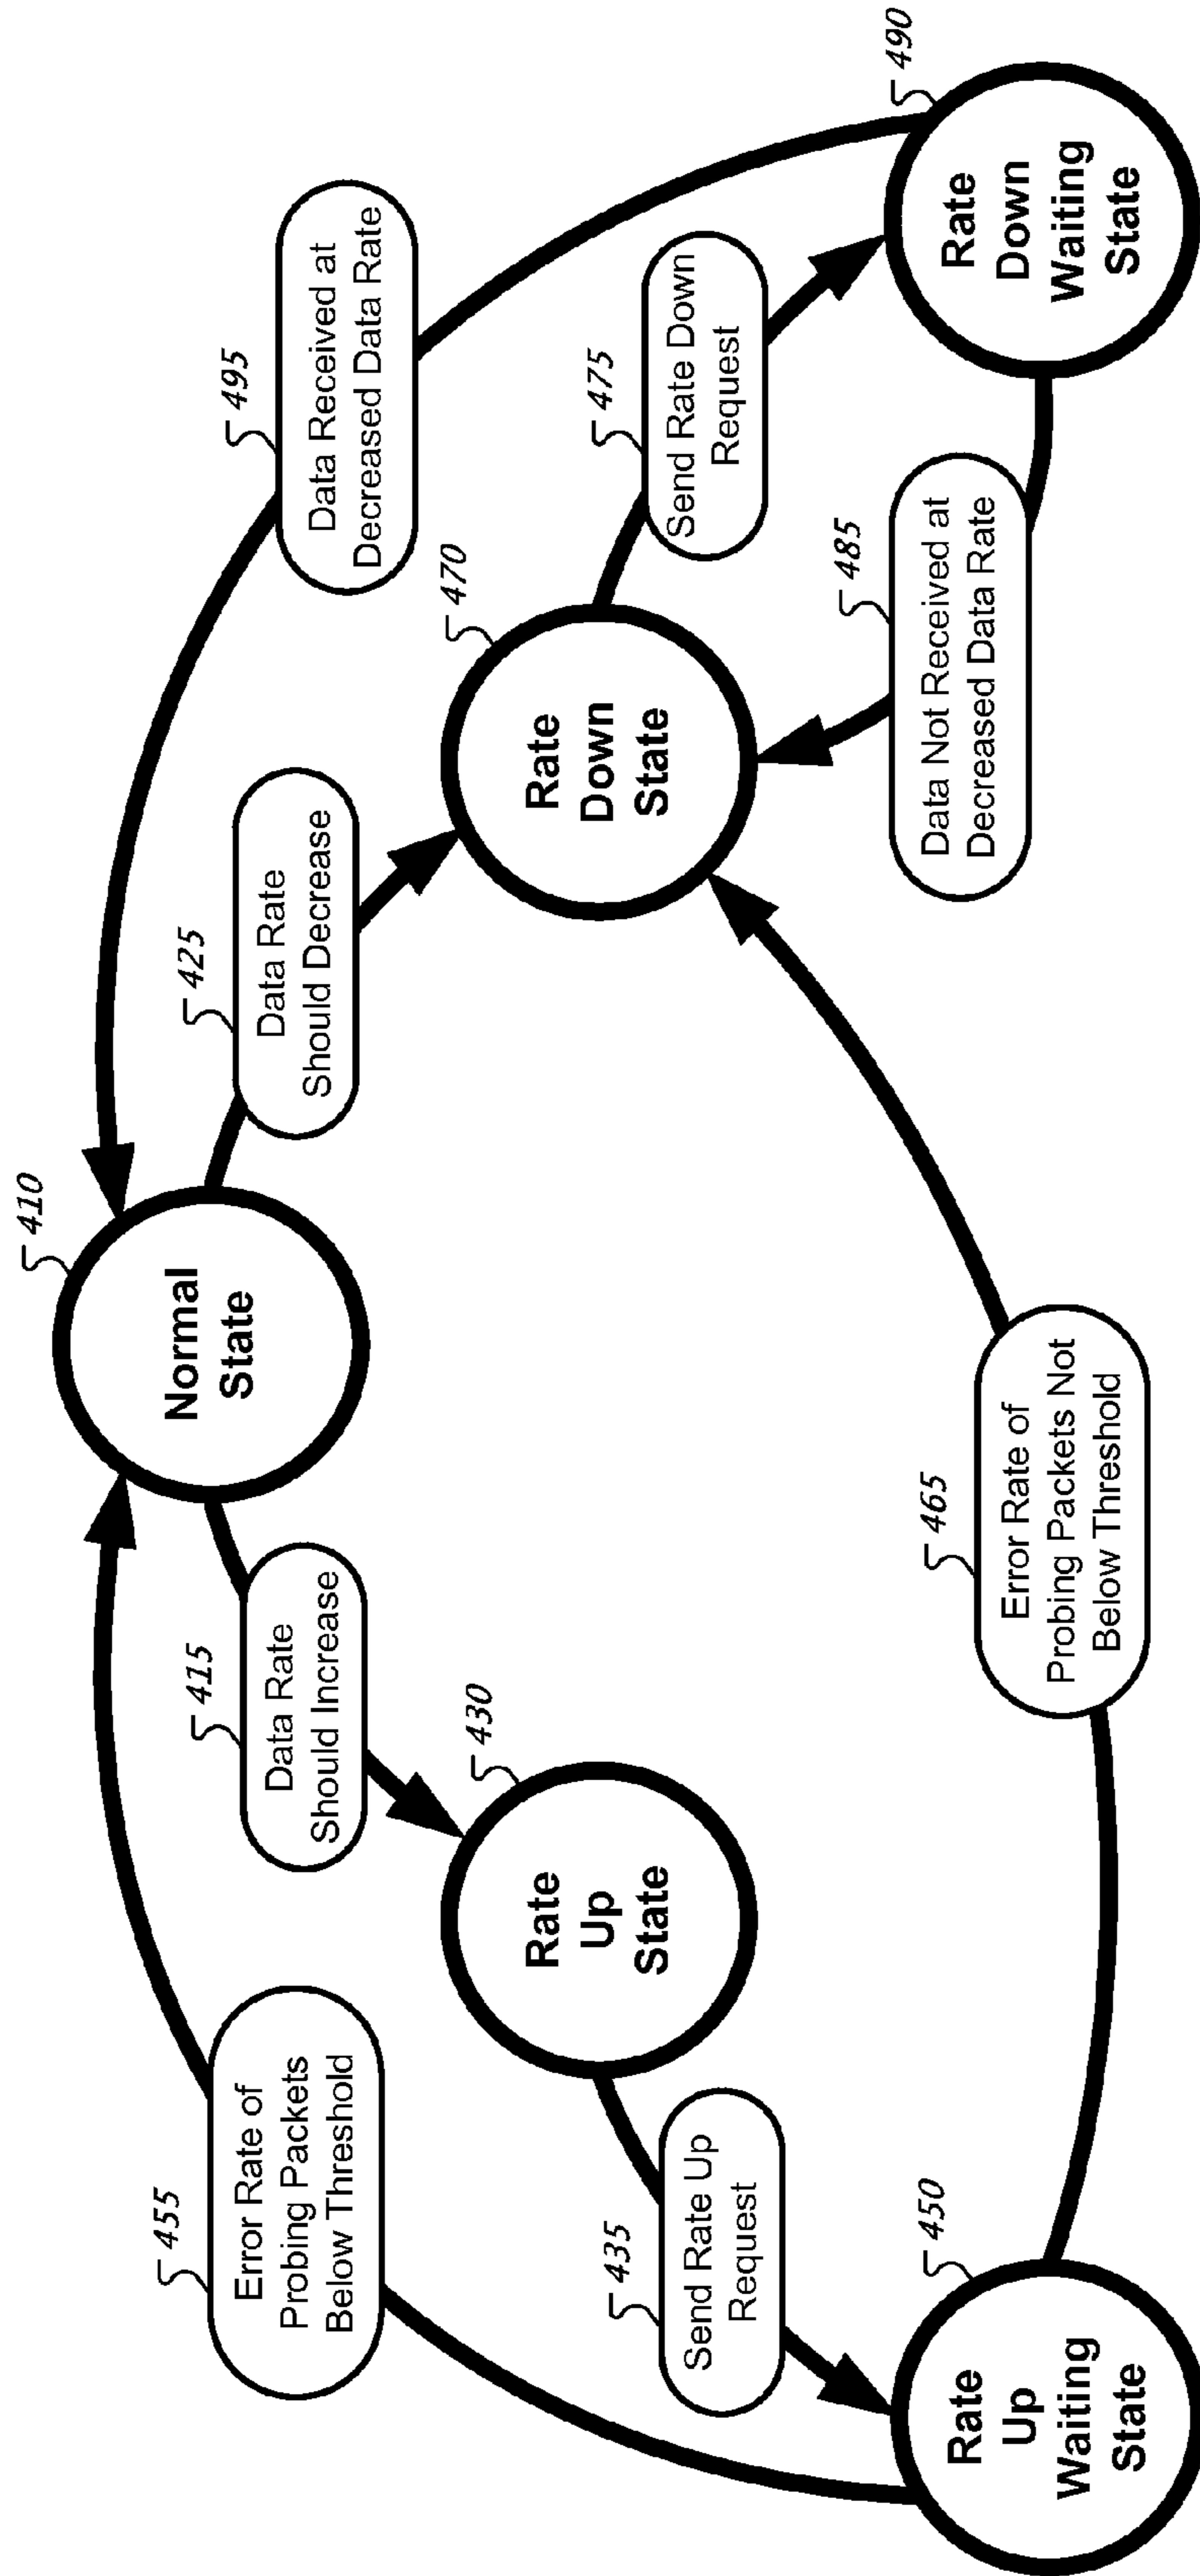 410
Normal
State
455
Error Rate of
Probing Packets
Below Threshold
415
Data Rate
Should Increase
425
Data Rate
Should Decrease
495
Data Received at
Decreased Data Rate
430
Rate
Up
State
470
Rate
Down
State
435
Send Rate Up
Request
475
Send Rate Down
Request
450
Rate
Up
Waiting
State
465
Error Rate of
Probing Packets Not
Below Threshold
485
Data Not Received at
Decreased Data Rate
490
Rate
Down
Waiting
State